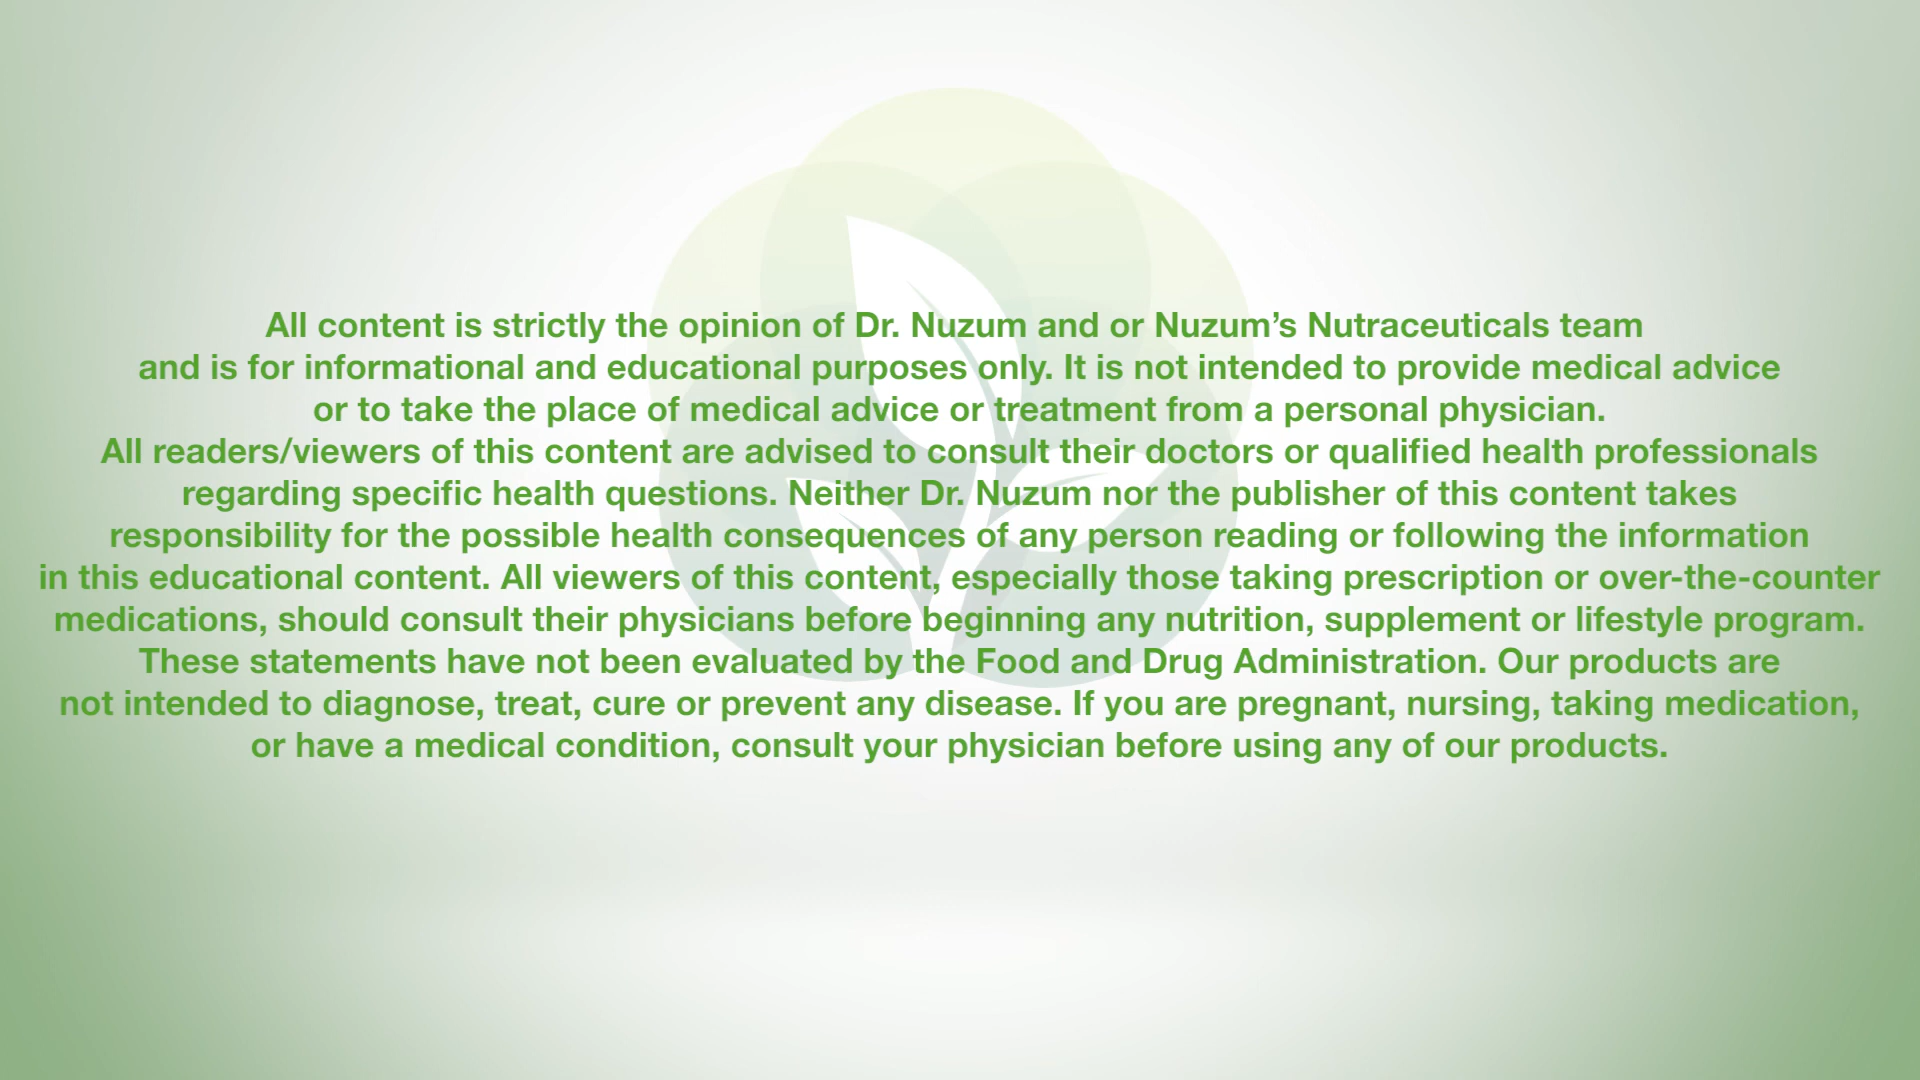 All content is strictly the opinion of Dr. Nuzum and or Nuzum’s Nutraceuticals team
and is for informational and educational purposes only. It is not intended to provide medical advice
or to take the place of medical advice or treatment from a personal physician.
All readers/viewers of this content are advised to consult their doctors or qualified health professionals
regarding specific health questions. Neither Dr. Nuzum nor the publisher of this content takes
responsibility for the possible health consequences of any person reading or following the information
in this educational content. All viewers of this content, especially those taking prescription or over-the-counter
medications, should consult their physicians before beginning any nutrition, supplement or lifestyle program.
These statements have not been evaluated by the Food and Drug Administration. Our products are
not intended to diagnose, treat, cure or prevent any disease. If you are pregnant, nursing, taking medication,
or have a medical condition, consult your physician before using any of our products.